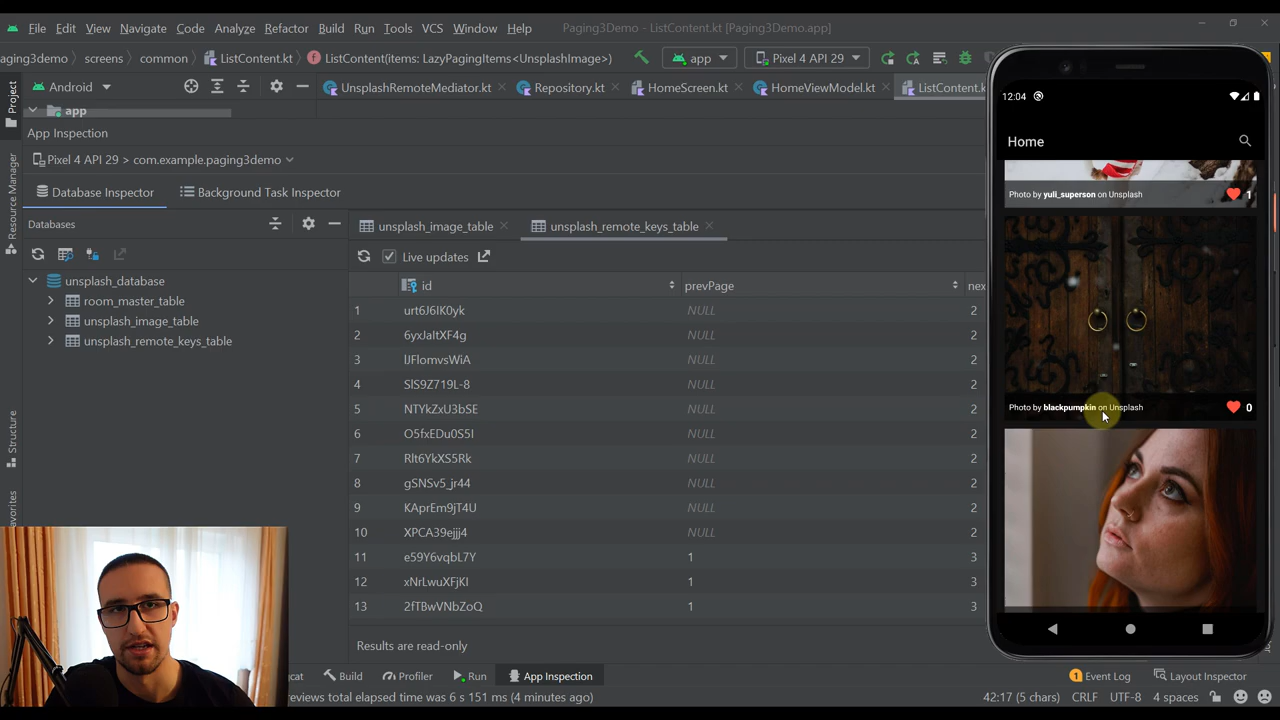 File Edit View Navigate Code Analyze Refactor Build Run Tools VCS Window Help Paging3Demo - ListContent.kt [Paging3Demo.app]
aging3demo screens common ListContent.kt ListContent(items: LazyPagingItems<UnsplashImage>) app Pixel 4 API 29
Project Android UnsplashRemoteMediator.kt Repository.kt HomeScreen.kt HomeViewModel.kt ListContent.k
app
App Inspection
Pixel 4 API 29 > com.example.paging3demo
Database Inspector Background Task Inspector
Resource Manager
Databases unsplash_image_table unsplash_remote_keys_table
Live updates
unsplash_database id prevPage nex
room_master_table 1 urt6J6IK0yk NULL 2
unsplash_image_table 2 6yxJaItXF4g NULL 2
unsplash_remote_keys_table 3 lJFIomvsWiA NULL 2
4 SlS9Z719L-8 NULL 2
5 NTYkZxU3bSE NULL 2
6 O5fxEDu0S5I NULL 2
7 Rlt6YkXS5Rk NULL 2
8 gSNSv5_jr44 NULL 2
9 KAprEm9jT4U NULL 2
10 XPCA39ejjj4 NULL 2
11 e59Y6vqbL7Y 1 3
12 xNrLwuXFjKI 1 3
13 2fTBwVNbZoQ 1 3
Structure
Favorites
Results are read-only
12:04
Home
Photo by yuli_superson on Unsplash 1
Photo by blackpumpkin on Unsplash 0
cat Build Profiler Run App Inspection 1 Event Log Layout Inspector
reviews total elapsed time was 6 s 151 ms (4 minutes ago) 42:17 (5 chars) CRLF UTF-8 4 spaces